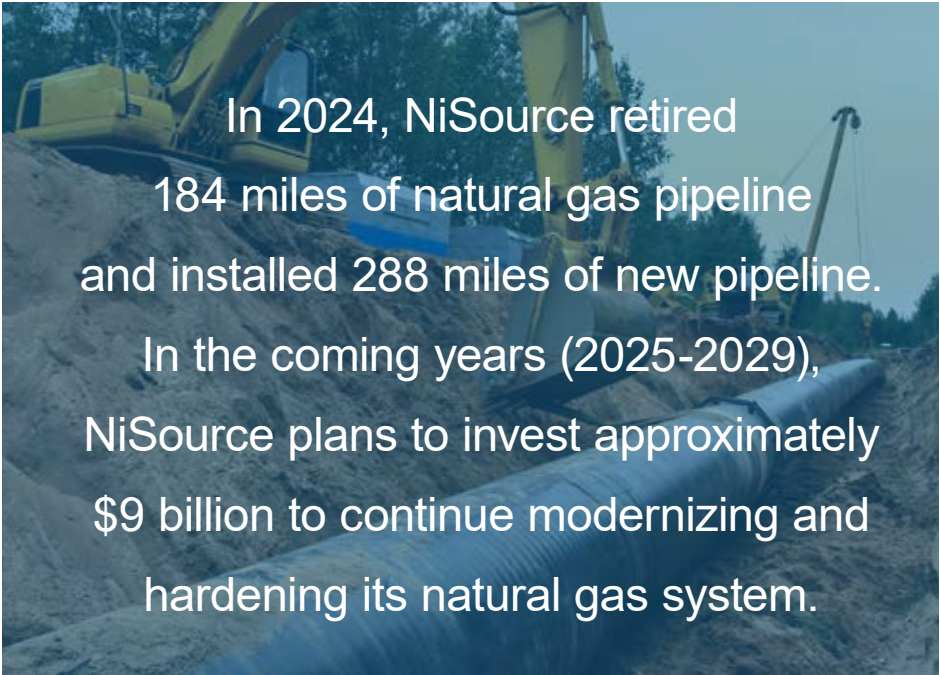 In 2024, NiSource retired
184 miles of natural gas pipeline
and installed 288 miles of new pipeline.
In the coming years (2025-2029),
NiSource plans to invest approximately
$9 billion to continue modernizing and
hardening its natural gas system.